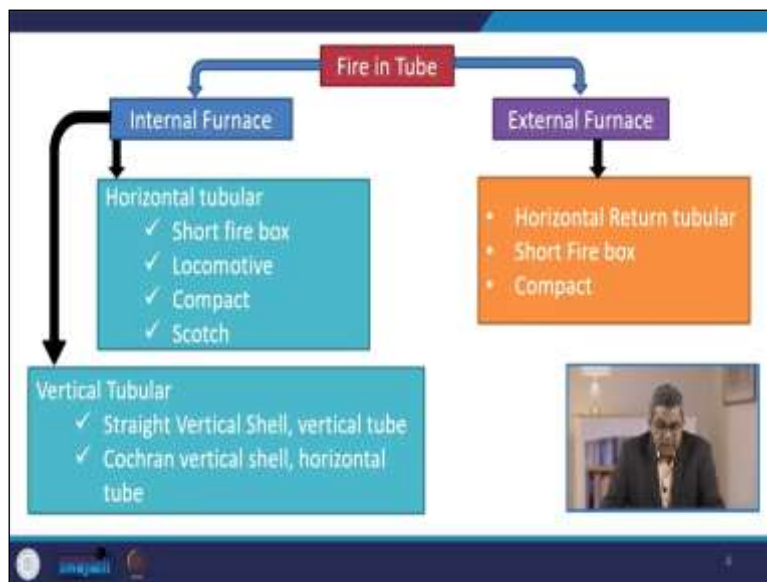 Fire in Tube
Internal Furnace
External Furnace
Horizontal tubular
✓ Short fire box
✓ Locomotive
✓ Compact
✓ Scotch
• Horizontal Return tubular
• Short Fire box
• Compact
Vertical Tubular
✓ Straight Vertical Shell, vertical tube
✓ Cochran vertical shell, horizontal
tube